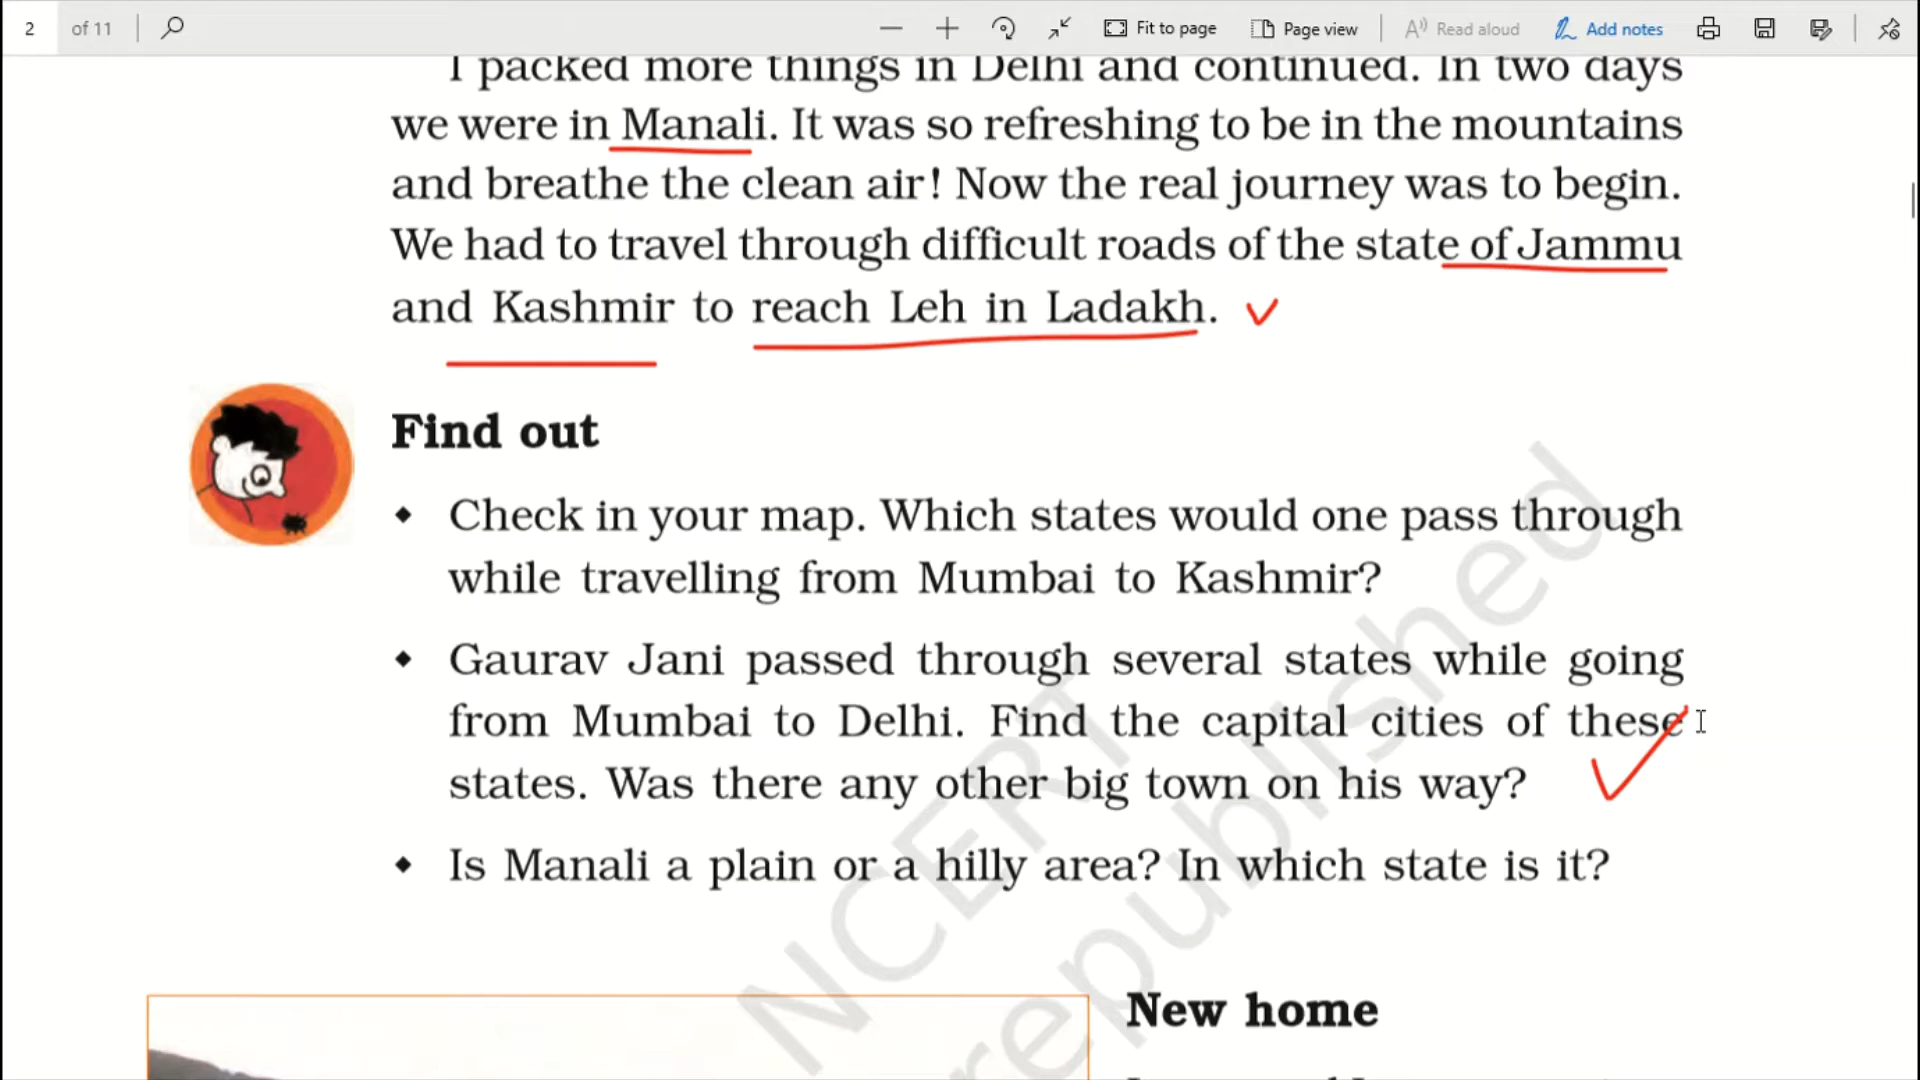 2 of 11 Fit to page Page view Read aloud Add notes
I packed more things in Delhi and continued. In two days
we were in Manali. It was so refreshing to be in the mountains
and breathe the clean air! Now the real journey was to begin.
We had to travel through difficult roads of the state of Jammu
and Kashmir to reach Leh in Ladakh.
Find out
◆ Check in your map. Which states would one pass through
while travelling from Mumbai to Kashmir?
◆ Gaurav Jani passed through several states while going
from Mumbai to Delhi. Find the capital cities of these
states. Was there any other big town on his way?
◆ Is Manali a plain or a hilly area? In which state is it?
NCERT
republished
New home